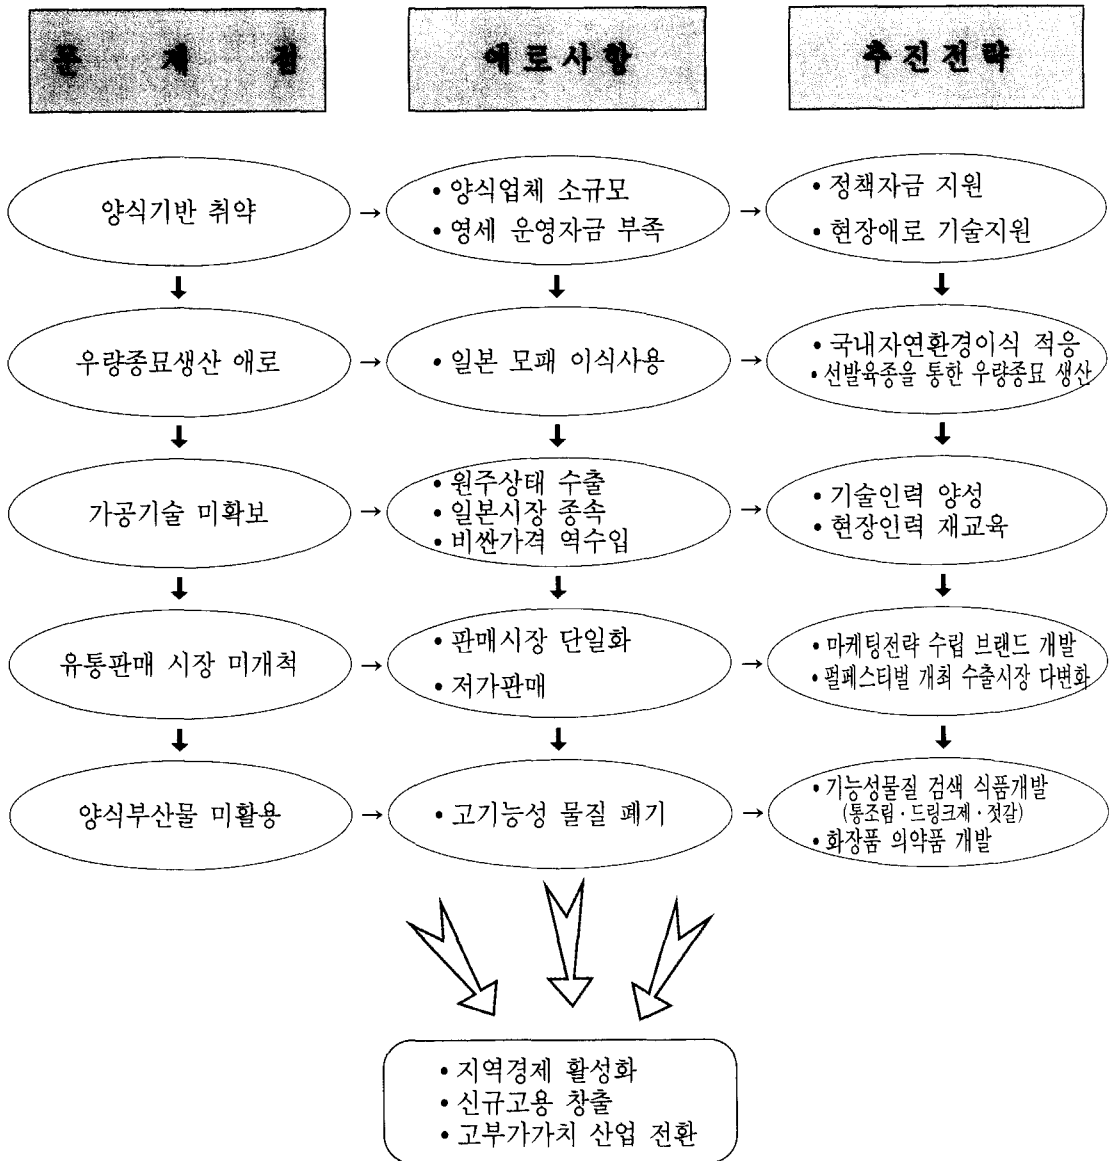 문 제 점
애로사항
추진전략
양식기반 취약
→
• 양식업체 소규모
• 영세 운영자금 부족
→
• 정책자금 지원
• 현장애로 기술지원
우량종묘생산 애로
→
• 일본 모패 이식사용
→
• 국내자연환경이식 적응
• 선발육종을 통한 우량종묘 생산
가공기술 미확보
→
• 원주상태 수출
• 일본시장 종속
• 비싼가격 역수입
→
• 기술인력 양성
• 현장인력 재교육
유통판매 시장 미개척
→
• 판매시장 단일화
• 저가판매
→
• 마케팅전략 수립 브랜드 개발
• 펄페스티벌 개최 수출시장 다변화
양식부산물 미활용
→
• 고기능성 물질 폐기
→
• 기능성물질 검색 식품개발
(통조림·드링크제·젓갈)
• 화장품 의약품 개발
• 지역경제 활성화
• 신규고용 창출
• 고부가가치 산업 전환